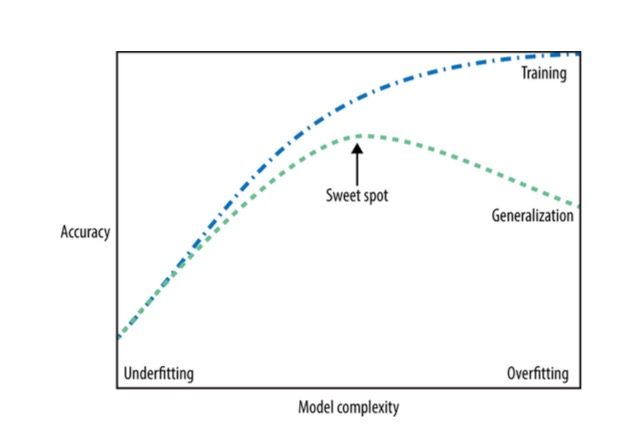 Training
Sweet spot
Generalization
Accuracy
Underfitting
Overfitting
Model complexity